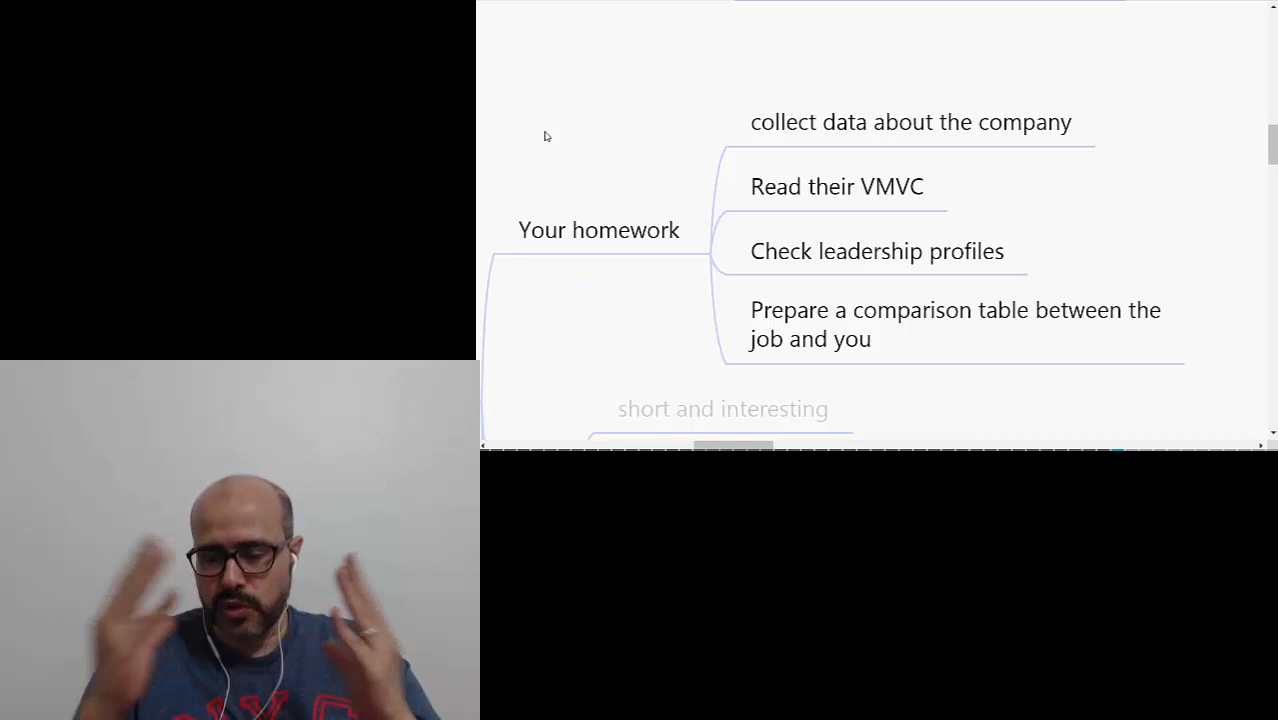 collect data about the company
Read their VMVC
Your homework
Check leadership profiles
Prepare a comparison table between the
job and you
short and interesting